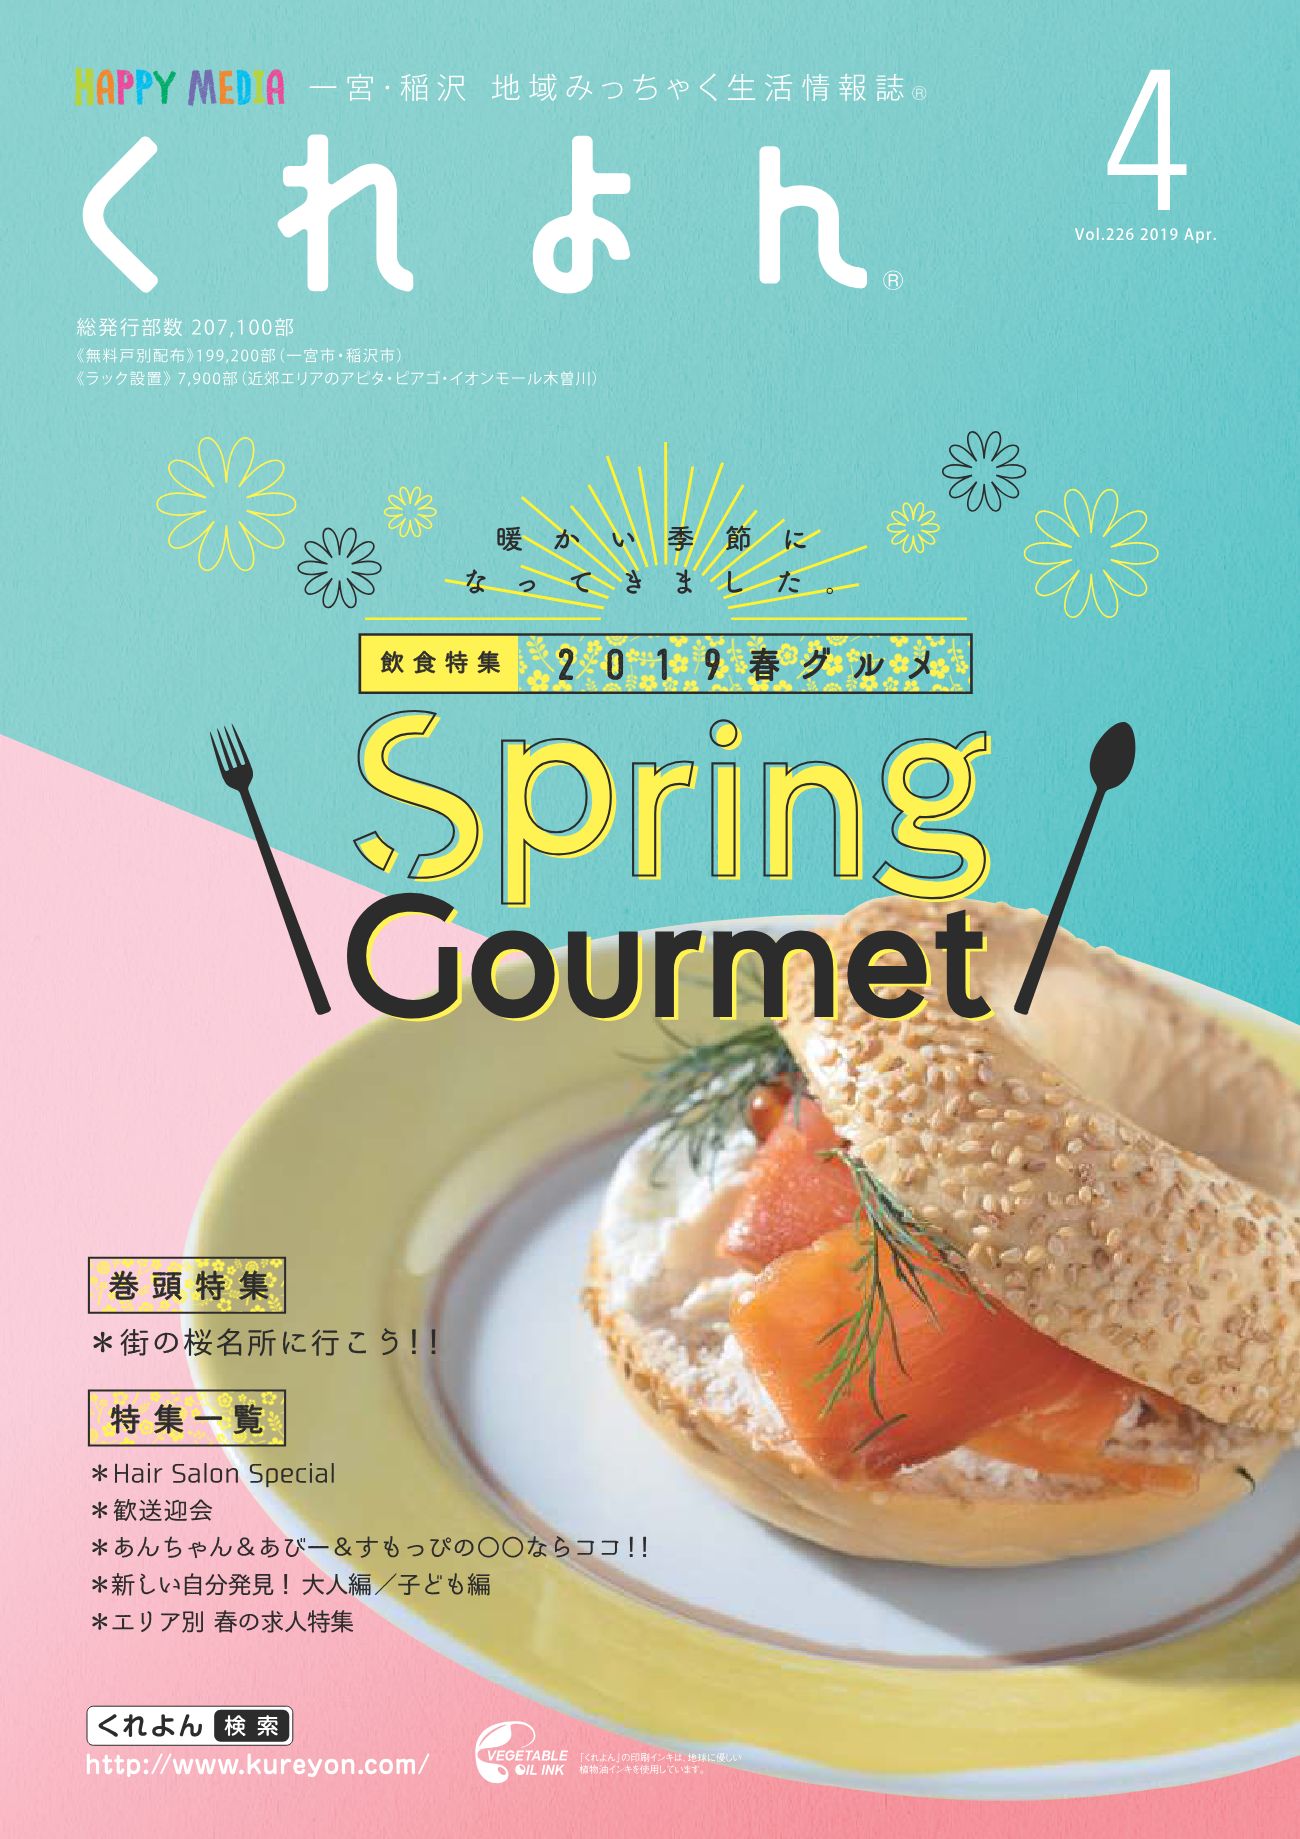 HAPPY MEDIA 一宮・稲沢 地域みっちゃく生活情報誌®
くれよん®
4
Vol.226 2019 Apr.
総発行部数 207,100部
《無料戸別配布》199,200部（一宮市・稲沢市）
《ラック設置》 7,900部（近郊エリアのアピタ・ピアゴ・イオンモール木曽川）
暖かい季節に
なってきました。
飲食特集 2019春グルメ
Spring
Gourmet
巻頭特集
＊街の桜名所に行こう！！
特集一覧
＊Hair Salon Special
＊歓送迎会
＊あんちゃん＆あびー＆すもっぴの〇〇ならココ！！
＊新しい自分発見！ 大人編／子ども編
＊エリア別 春の求人特集
くれよん 検索
http://www.kureyon.com/
VEGETABLE
OIL INK
「くれよん」の印刷インキは、地球に優しい
植物油インキを使用しています。